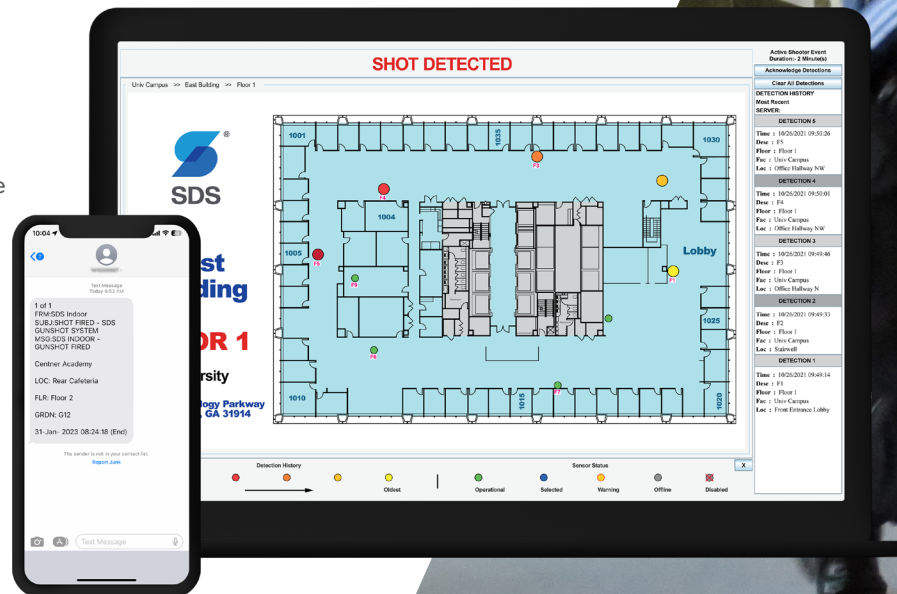 e
SHOT DETECTED
Univ Campus >> East Building >> Floor 1
SDS
®
st
ding
OR 1
rsity
logy Parkway
, GA 31914
1001
1035
1030
F3
F4
1004
1005
F5
F9
Lobby
F1
1025
F8
F7
1010
1015
1020
Detection History
Oldest
Sensor Status
X
Operational
Selected
Warning
Offline
Disabled
Active Shooter Event
Duration:- 2 Minute(s)
Acknowledge Detections
Clear All Detections
DETECTION HISTORY
Most Recent
SERVER:
DETECTION 5
Time : 10/26/2021 09:50:26
Desc : F5
Floor : Floor 1
Fac : Univ Campus
Loc : Office Hallway NW
DETECTION 4
Time : 10/26/2021 09:50:01
Desc : F4
Floor : Floor 1
Fac : Univ Campus
Loc : Office Hallway NW
DETECTION 3
Time : 10/26/2021 09:49:46
Desc : F3
Floor : Floor 1
Fac : Univ Campus
Loc : Office Hallway N
DETECTION 2
Time : 10/26/2021 09:49:33
Desc : F2
Floor : Floor 1
Fac : Univ Campus
Loc : Stairwell
DETECTION 1
Time : 10/26/2021 09:49:14
Desc : F1
Floor : Floor 1
Fac : Univ Campus
Loc : Front Entrance Lobby
10:04
Text Message
Today 9:53 AM
1 of 1
FRM:SDS Indoor
SUBJ:SHOT FIRED - SDS
GUNSHOT SYSTEM
MSG:SDS INDOOR -
GUNSHOT FIRED
Centner Academy
LOC: Rear Cafeteria
FLR: Floor 2
GRDN: G12
31-Jan- 2023 08:24:18 (End)
The sender is not in your contact list.
Report Junk
Text Message